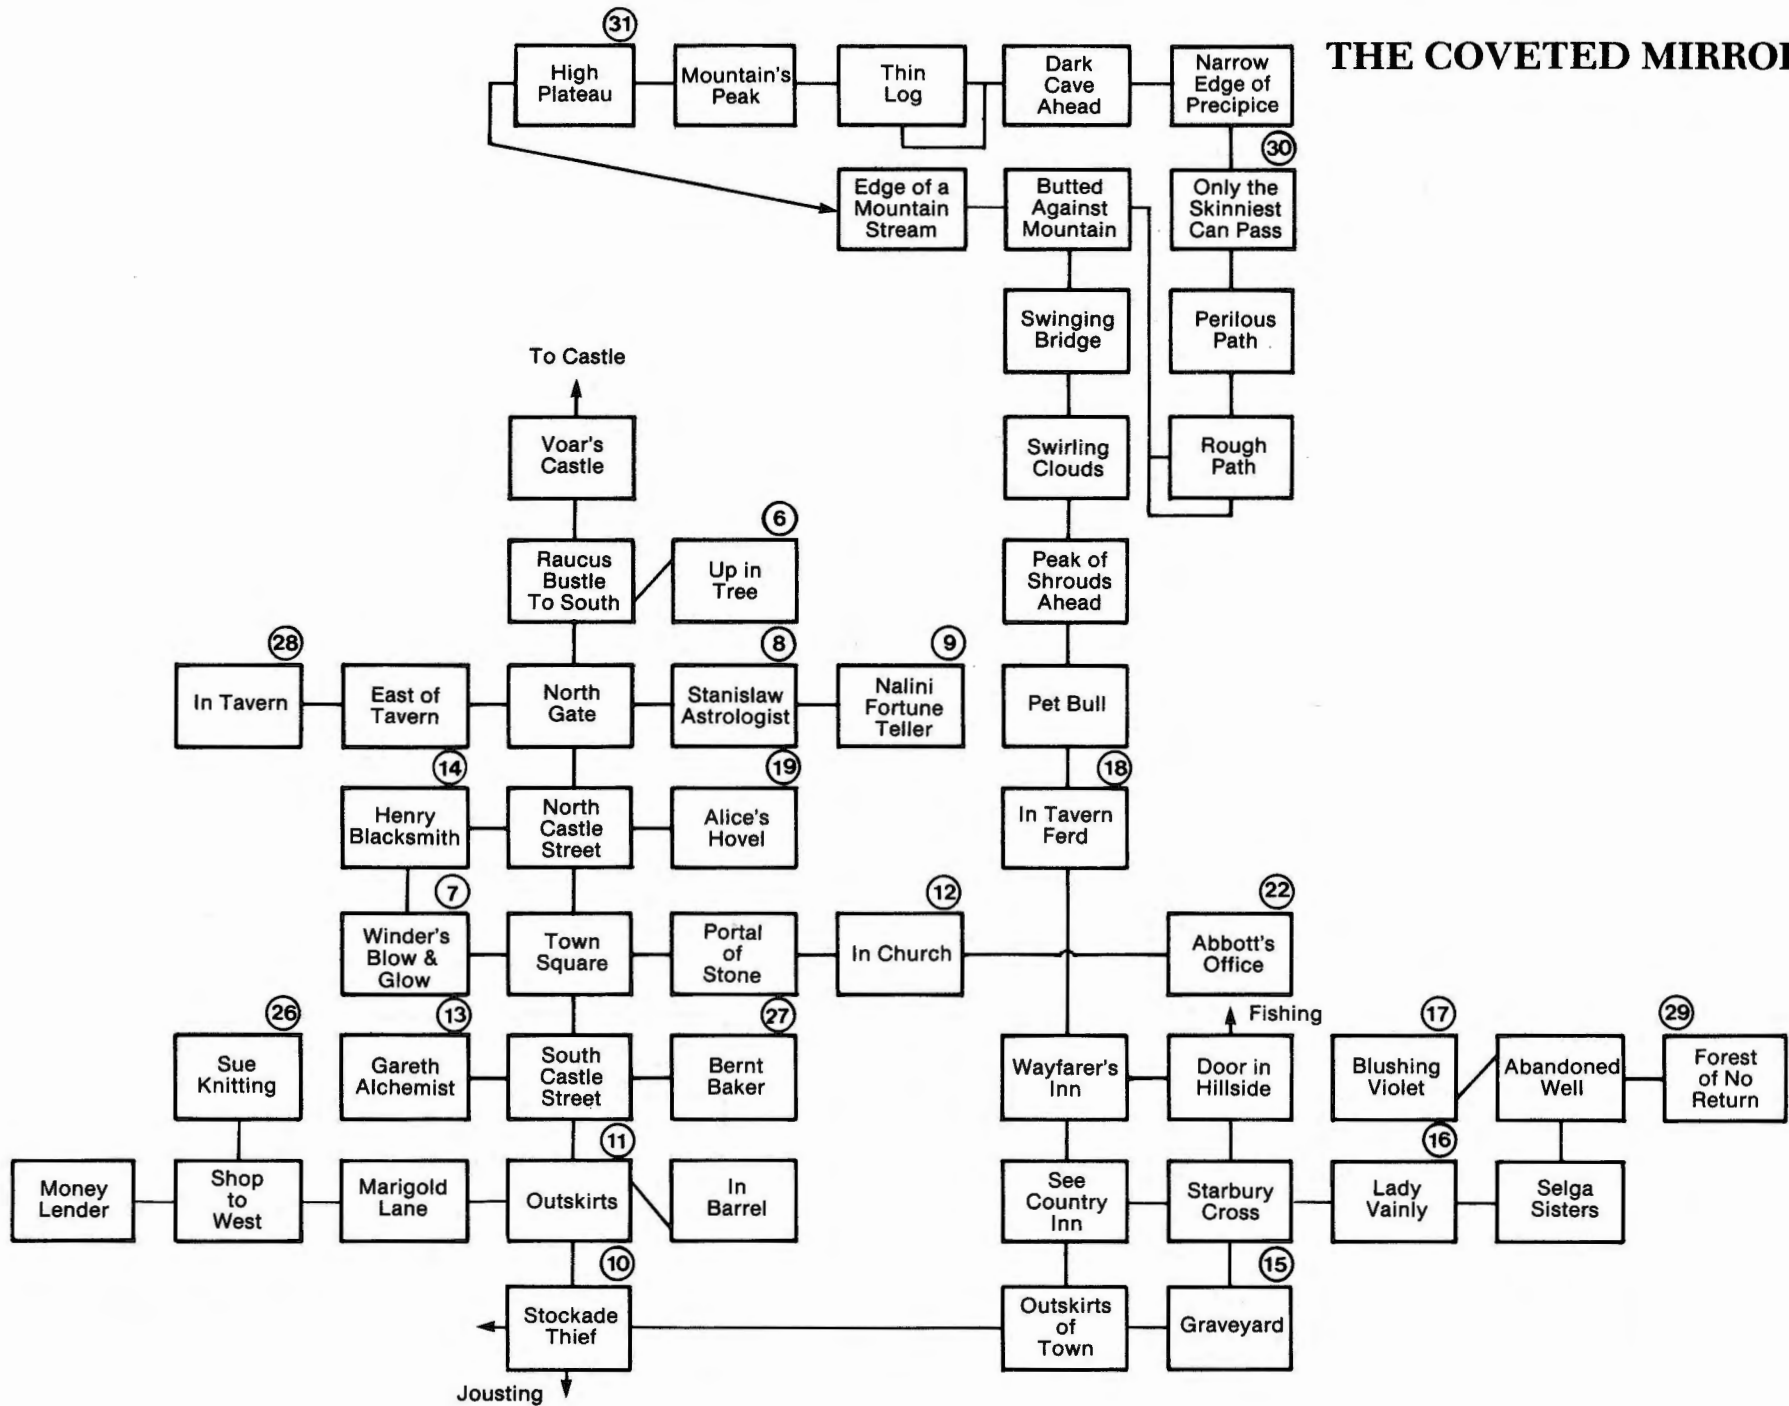 THE COVETED MIRROR
31
High
Plateau
Mountain's
Peak
Thin
Log
Dark
Cave
Ahead
Narrow
Edge of
Precipice
30
Edge of a
Mountain
Stream
Butted
Against
Mountain
Only the
Skinniest
Can Pass
Swinging
Bridge
Perilous
Path
To Castle
Voar's
Castle
Swirling
Clouds
Rough
Path
6
Raucus
Bustle
To South
Up in
Tree
Peak of
Shrouds
Ahead
28
8
9
In Tavern
East of
Tavern
North
Gate
Stanislaw
Astrologist
Nalini
Fortune
Teller
Pet Bull
14
19
18
Henry
Blacksmith
North
Castle
Street
Alice's
Hovel
In Tavern
Ferd
7
12
22
Winder's
Blow &
Glow
Town
Square
Portal
of
Stone
In Church
Abbott's
Office
26
13
27
Fishing
17
29
Sue
Knitting
Gareth
Alchemist
South
Castle
Street
Bernt
Baker
Wayfarer's
Inn
Door in
Hillside
Blushing
Violet
Abandoned
Well
Forest
of No
Return
11
16
Money
Lender
Shop
to
West
Marigold
Lane
Outskirts
In
Barrel
See
Country
Inn
Starbury
Cross
Lady
Vainly
Selga
Sisters
10
15
Stockade
Thief
Outskirts
of
Town
Graveyard
Jousting